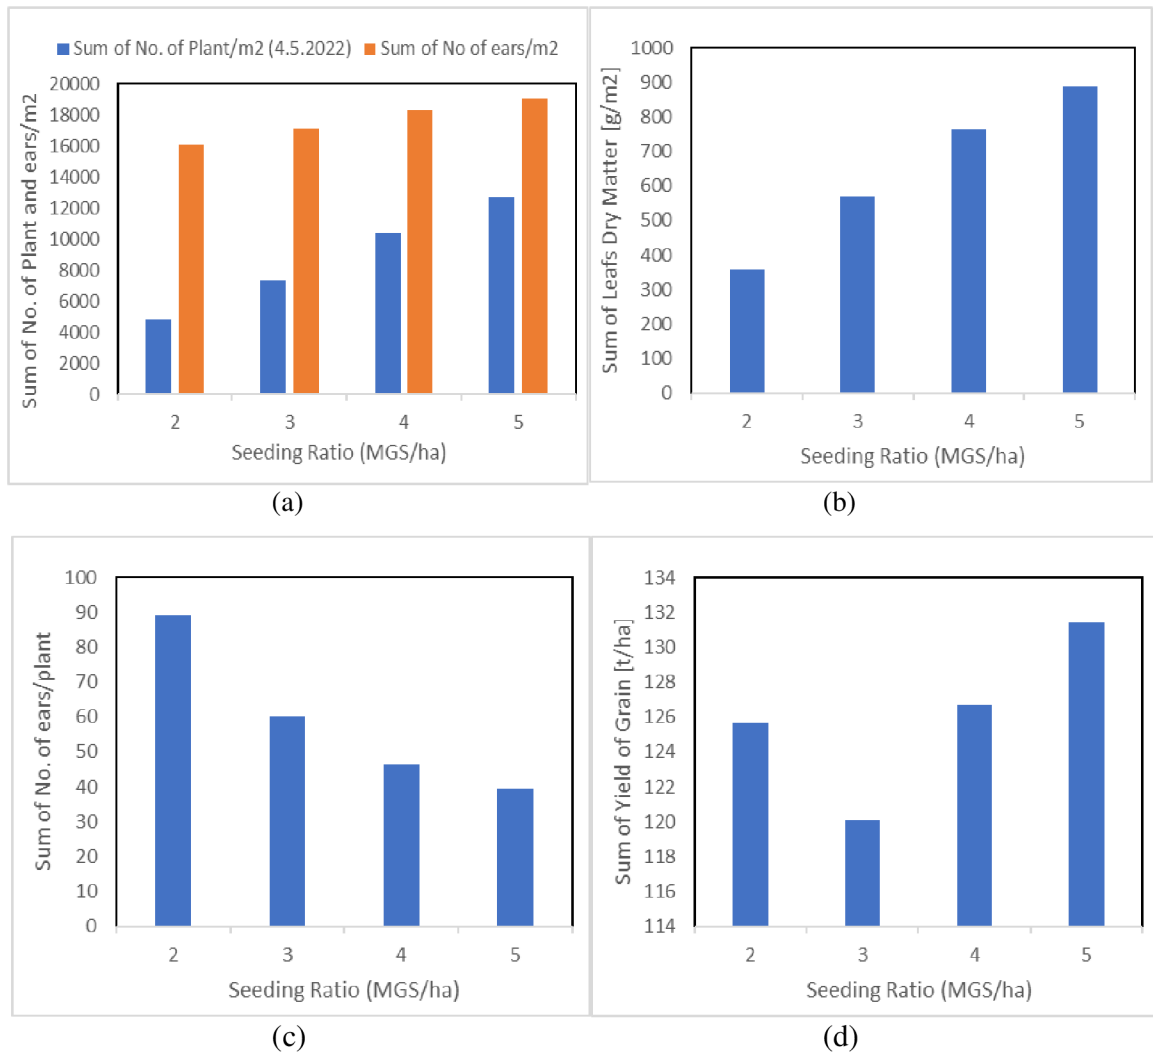 Sum of No. of Plant/m2 (4.5.2022) Sum of No of ears/m2
Sum of No. of Plant and ears/m2
20000
18000
16000
14000
12000
10000
8000
6000
4000
2000
0
2 3 4 5
Seeding Ratio (MGS/ha)
(a)
Sum of Leafs Dry Matter [g/m2]
1000
900
800
700
600
500
400
300
200
100
0
2 3 4 5
Seeding Ratio (MGS/ha)
(b)
Sum of No. of ears/plant
100
90
80
70
60
50
40
30
20
10
0
2 3 4 5
Seeding Ratio (MGS/ha)
(c)
Sum of Yield of Grain [t/ha]
134
132
130
128
126
124
122
120
118
116
114
2 3 4 5
Seeding Ratio (MGS/ha)
(d)